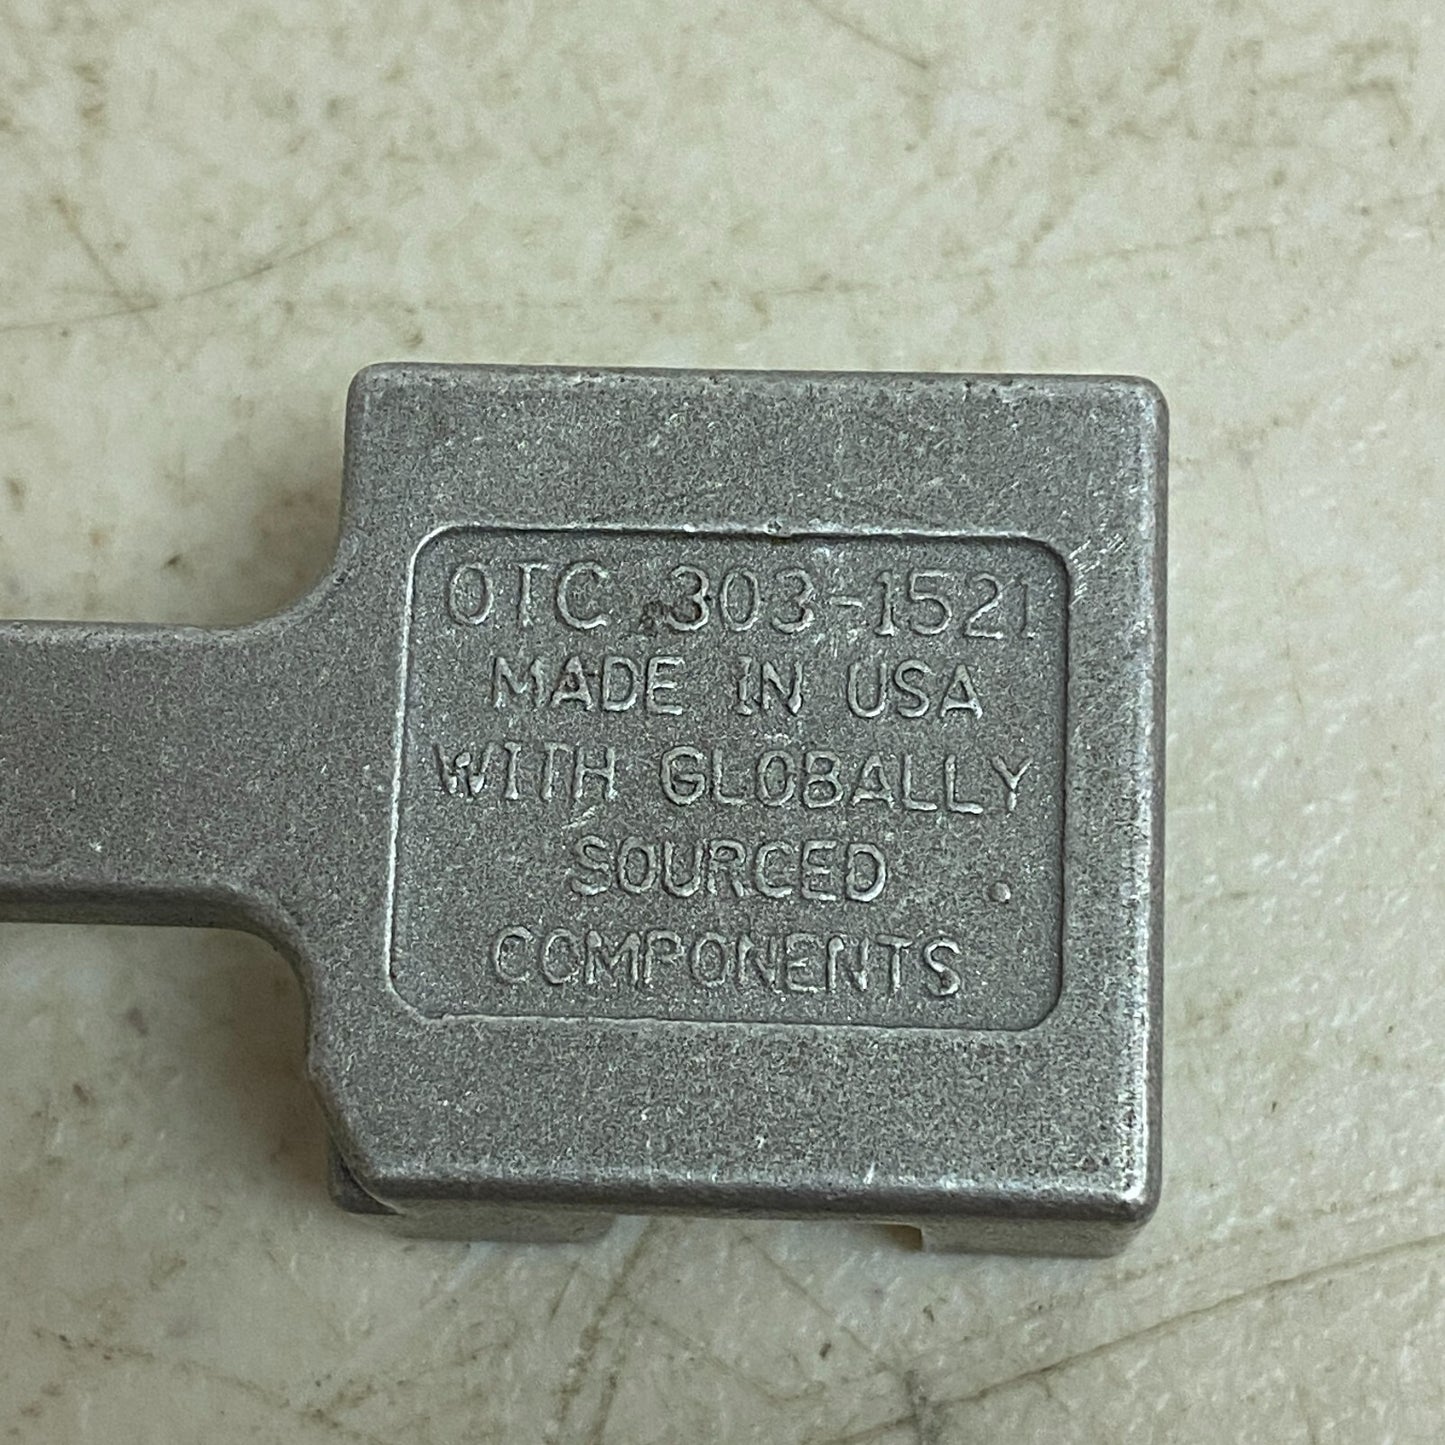 OTC 303-1521
MADE IN USA
WITH GLOBALLY
SOURCED
COMPONENTS